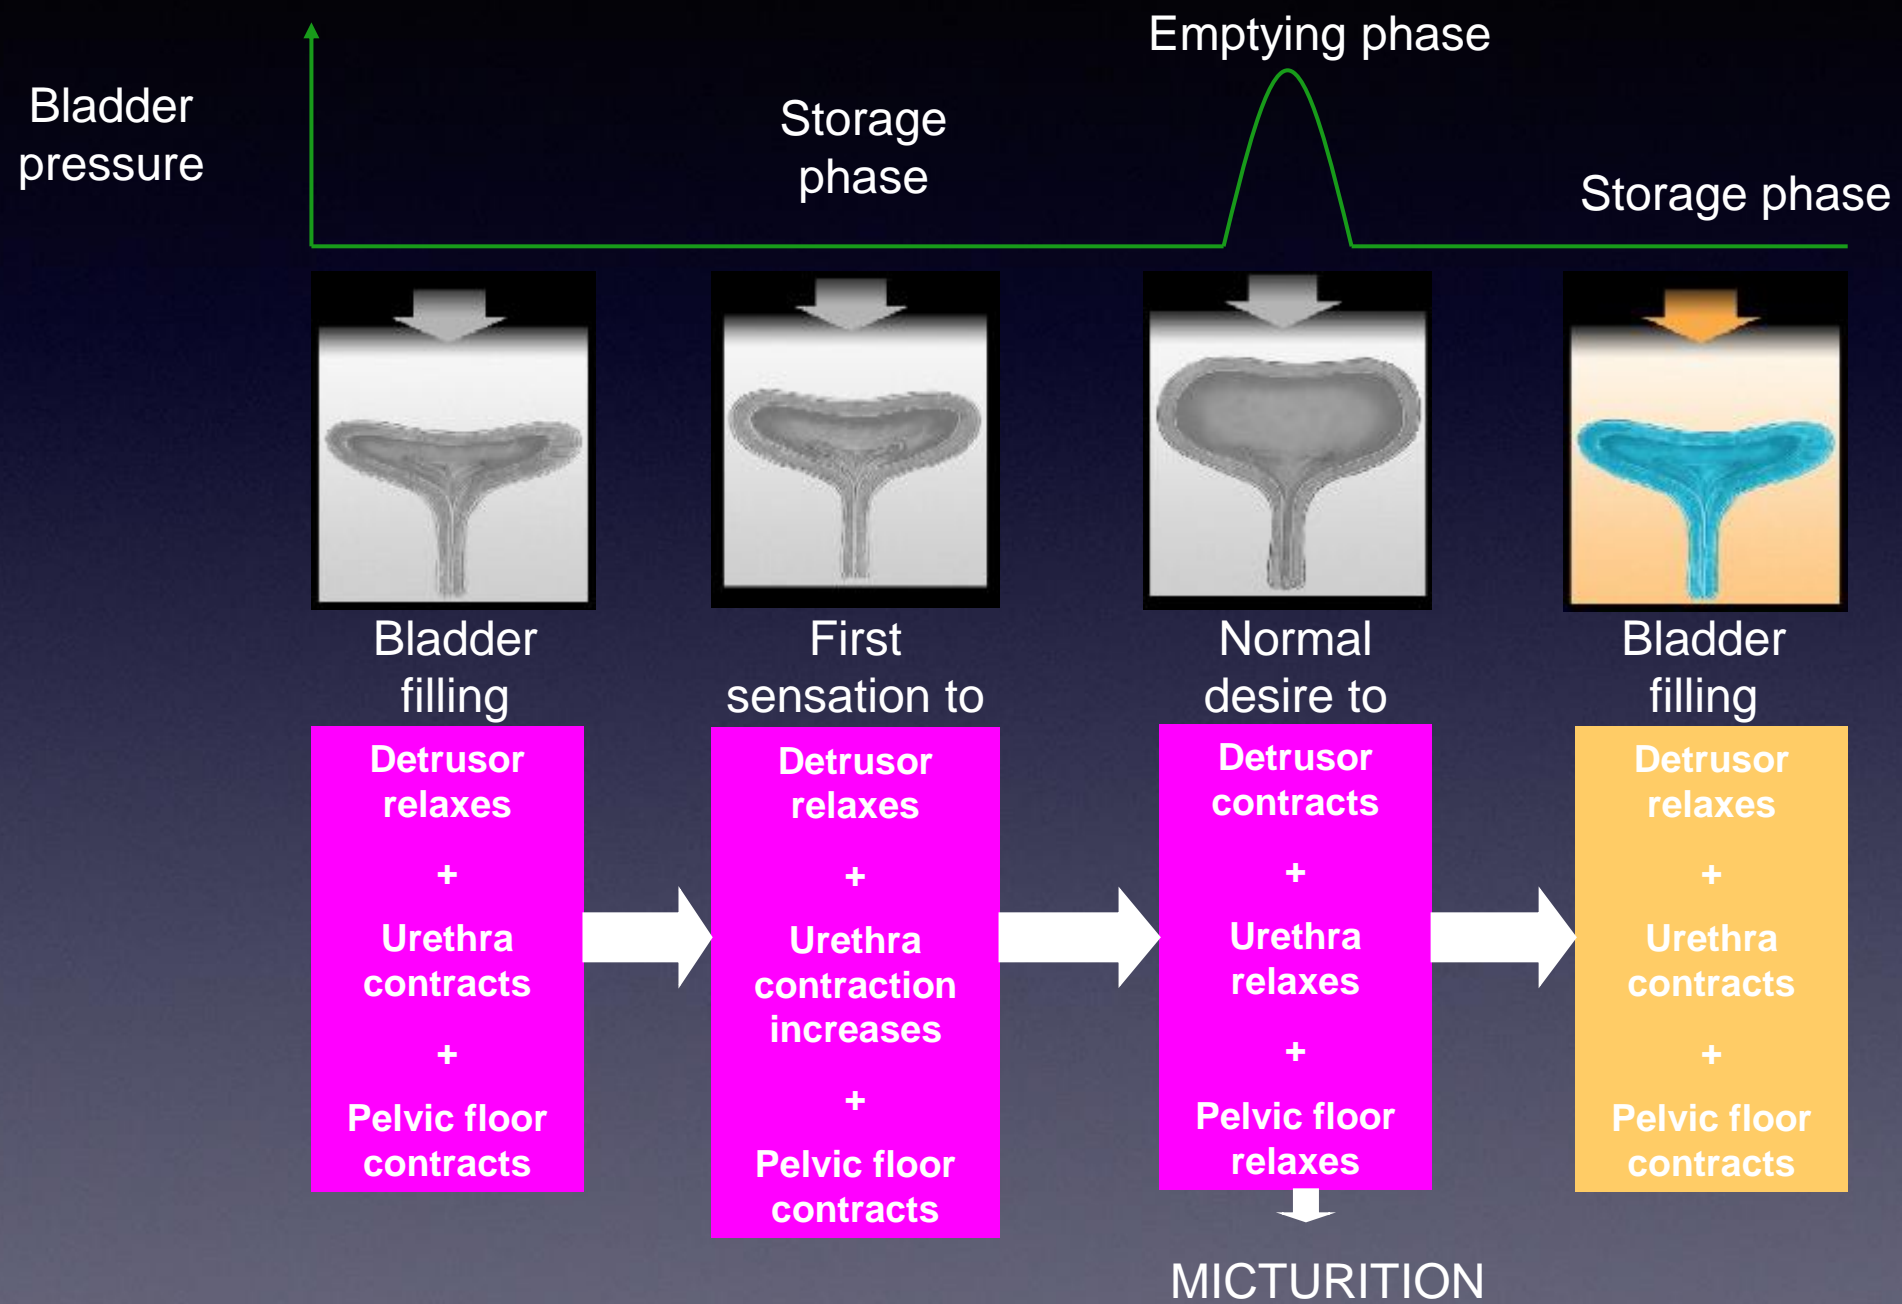 Emptying phase
Bladder
pressure
Storage
phase
Storage phase
Bladder
filling
First
sensation to
Normal
desire to
Bladder
filling
Detrusor
relaxes
+
Urethra
contracts
+
Pelvic floor
contracts
Detrusor
relaxes
+
Urethra
contraction
increases
+
Pelvic floor
contracts
Detrusor
contracts
+
Urethra
relaxes
+
Pelvic floor
relaxes
Detrusor
relaxes
+
Urethra
contracts
+
Pelvic floor
contracts
MICTURITION